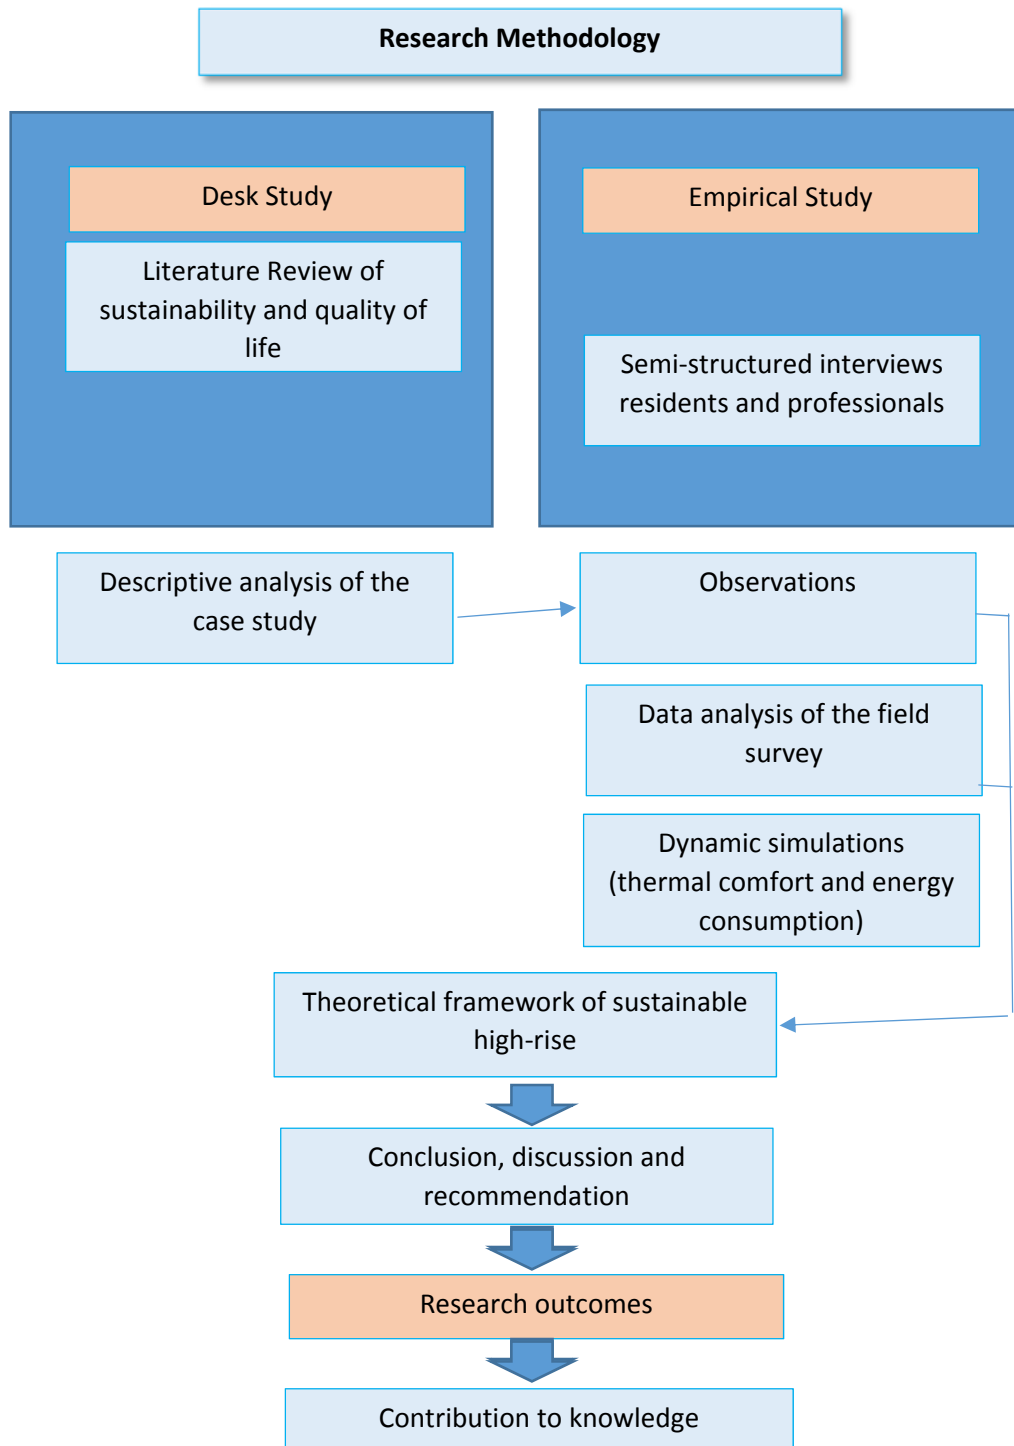 Research Methodology
Desk Study
Literature Review of
sustainability and quality of
life
Empirical Study
Semi-structured interviews
residents and professionals
Descriptive analysis of the
case study
Observations
Data analysis of the field
survey
Dynamic simulations
(thermal comfort and energy
consumption)
Theoretical framework of sustainable
high-rise
Conclusion, discussion and
recommendation
Research outcomes
Contribution to knowledge